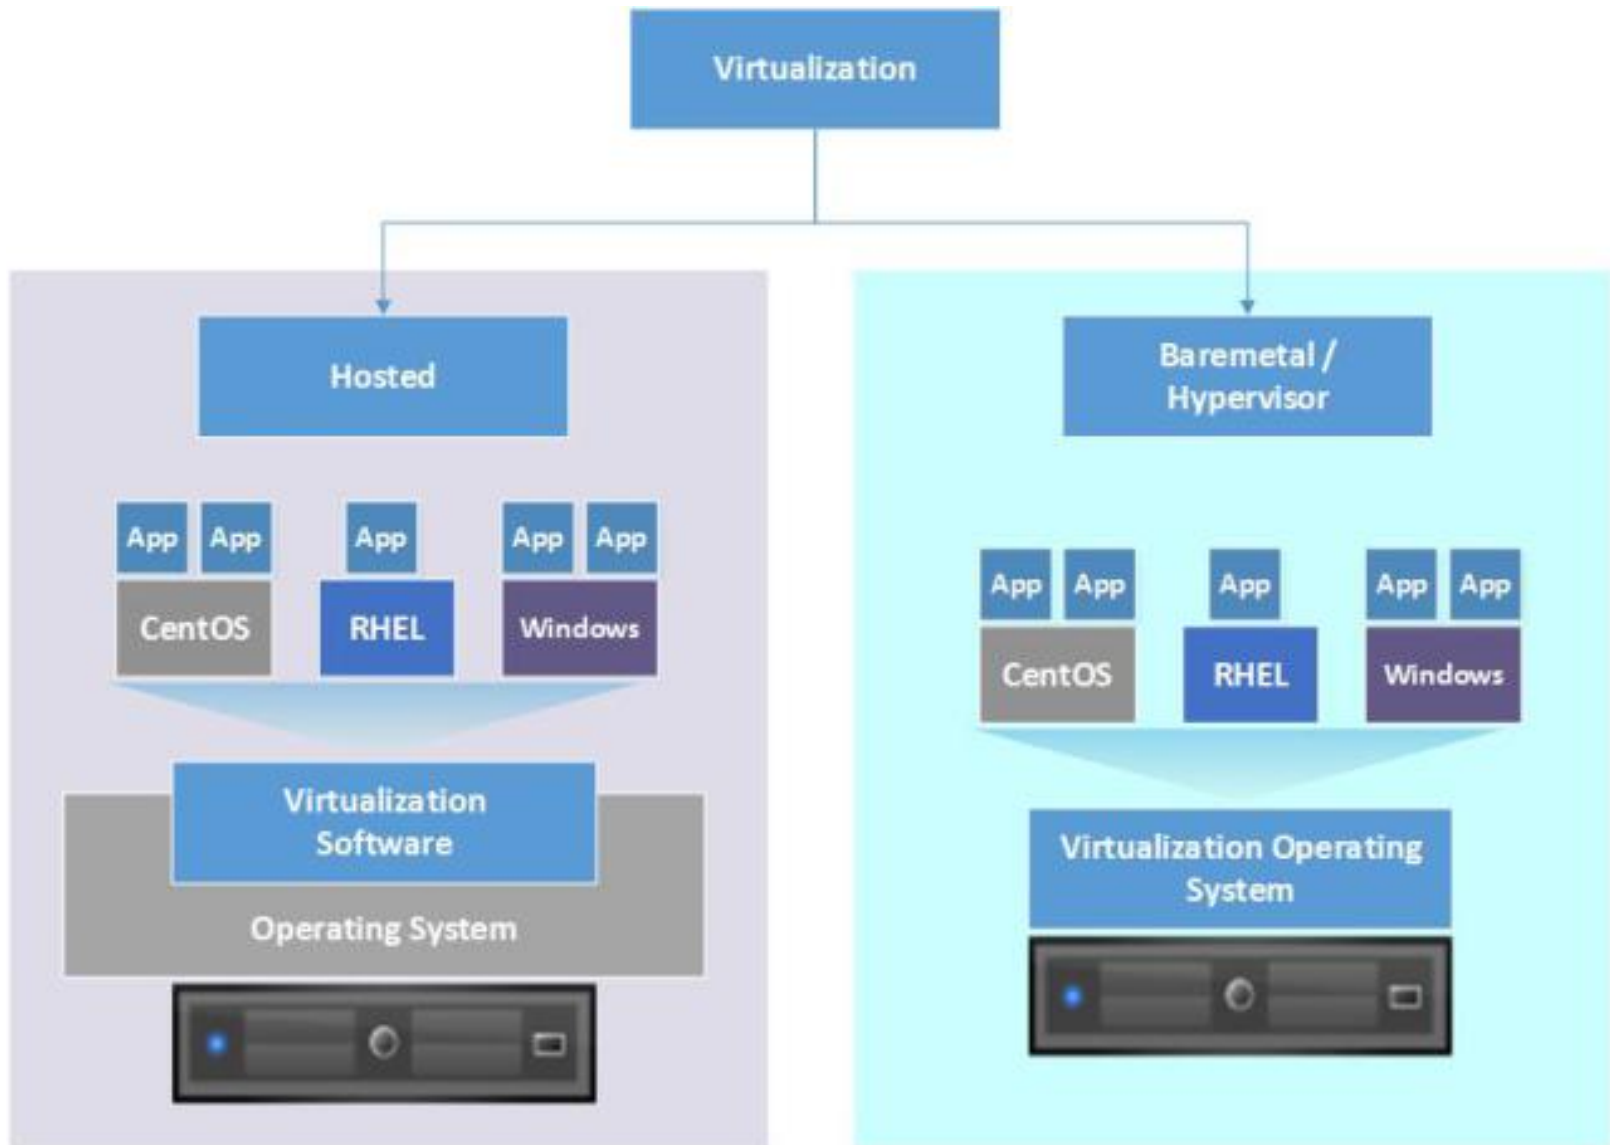 Virtualization
Hosted
App App App App App
CentOS RHEL Windows
Virtualization
Software
Operating System
Baremetal /
Hypervisor
App App App App App
CentOS RHEL Windows
Virtualization Operating
System